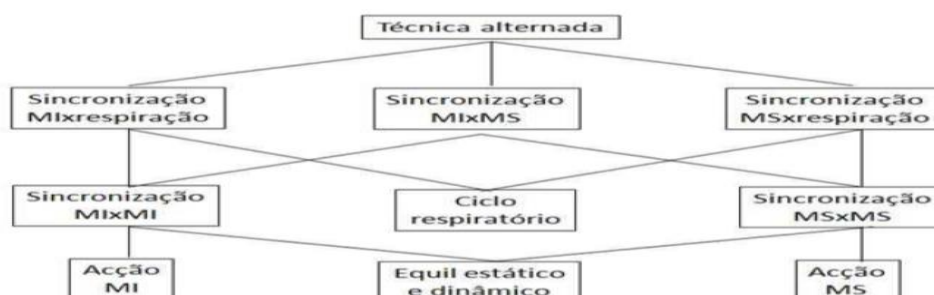 Técnica alternada
Sincronização
MIxrespiração
Sincronização
MIxMS
Sincronização
MSxrespiração
Sincronização
MIxMI
Ciclo
respiratório
Sincronização
MSxMS
Acção
MI
Equil estático
e dinâmico
Acção
MS